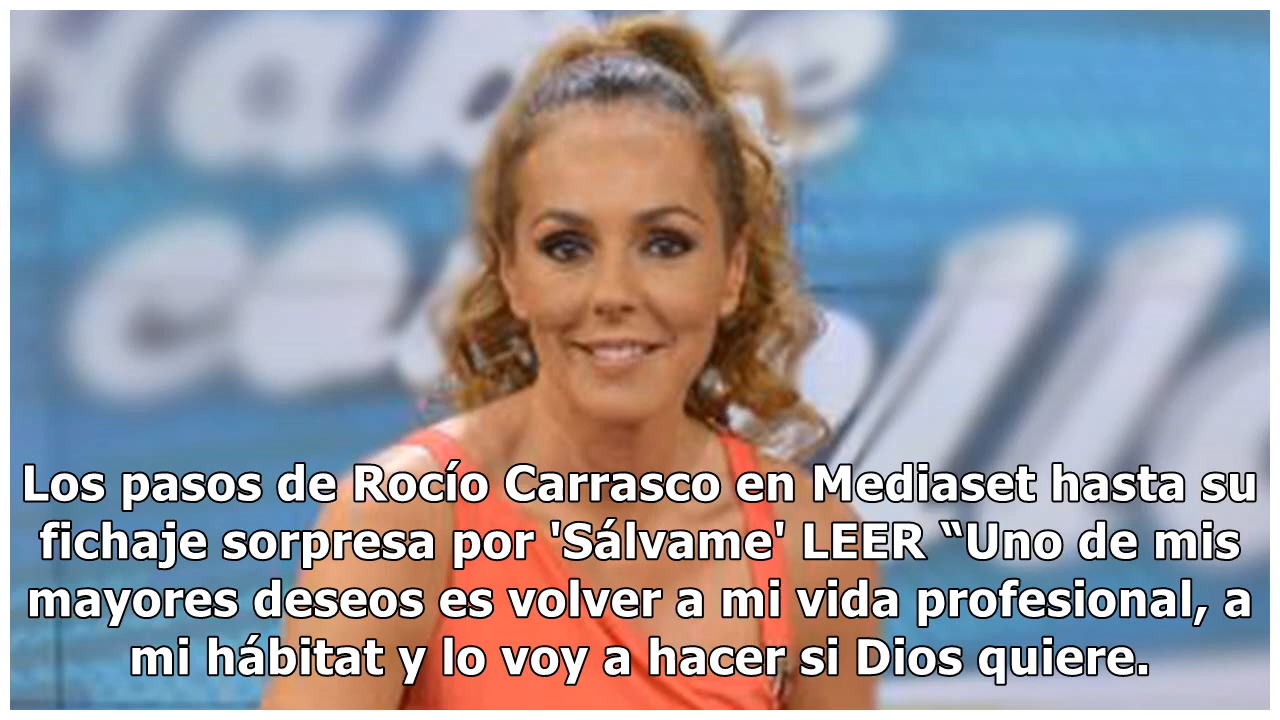 Los pasos de Rocío Carrasco en Mediaset hasta su
fichaje sorpresa por 'Sálvame' LEER “Uno de mis
mayores deseos es volver a mi vida profesional, a
mi hábitat y lo voy a hacer si Dios quiere.